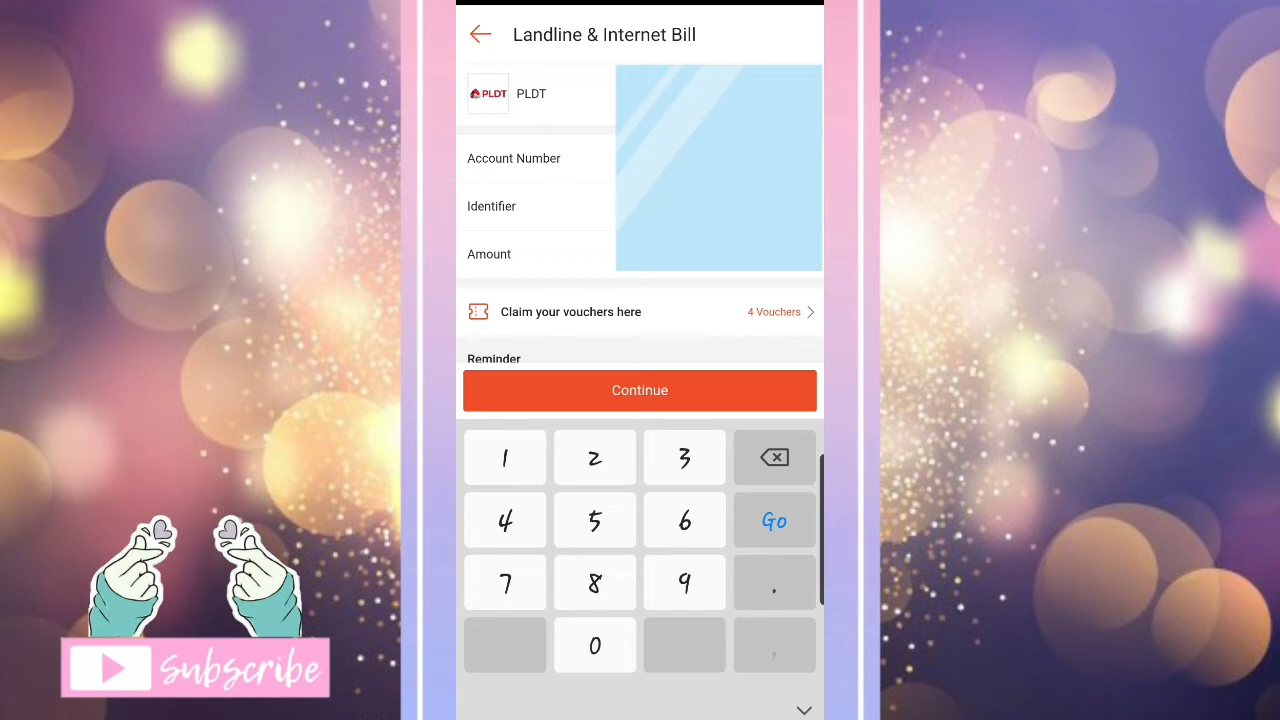 Landline & Internet Bill
PLDT PLDT
Account Number
Identifier
Amount
Claim your vouchers here 4 Vouchers
Reminder
Continue
1 2 3
4 5 6 Go
7 8 9 .
0 ,
Subscribe